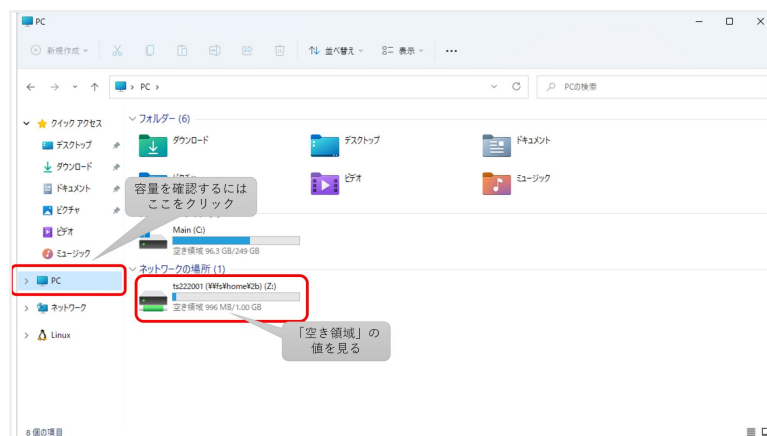 PC
新規作成
並べ替え
表示
PC
PCの検索
クイック アクセス
デスクトップ
ダウンロード
ドキュメント
ピクチャ
ビデオ
ミュージック
PC
ネットワーク
Linux
フォルダー (6)
ダウンロード
デスクトップ
ドキュメント
ビデオ
ミュージック
容量を確認するには
ここをクリック
Main (C:)
空き領域 96.3 GB/249 GB
ネットワークの場所 (1)
ts222001 (¥¥fs¥home¥2b) (Z:)
空き領域 996 MB/1.00 GB
「空き領域」の
値を見る
8 個の項目